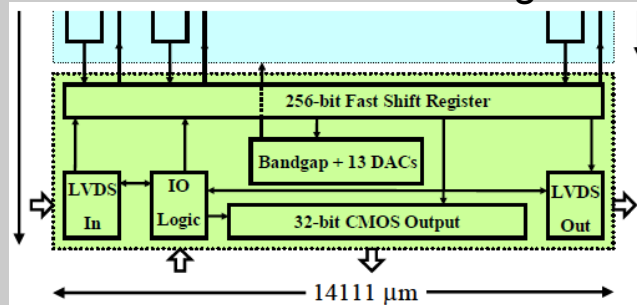 256-bit Fast Shift Register
Bandgap + 13 DACs
LVDS
In
IO
Logic
32-bit CMOS Output
LVDS
Out
14111 µm